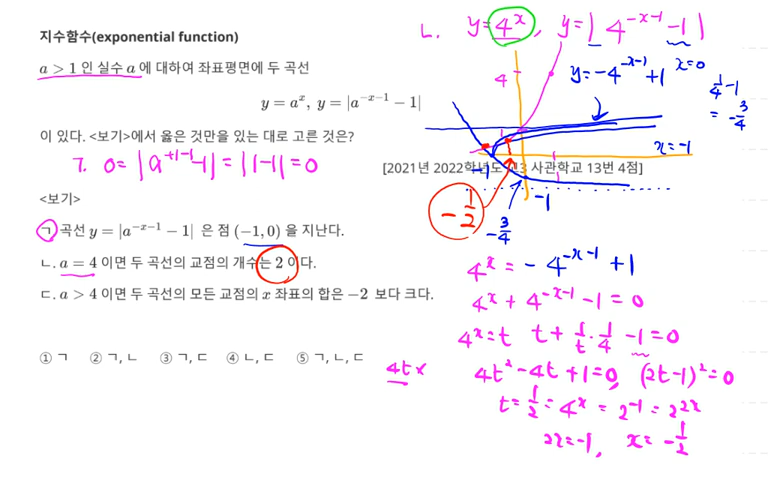 지수함수(exponential function)
a > 1 인 실수 a 에 대하여 좌표평면에 두 곡선
y = a^x, y = |a^{-x-1} - 1|
이 있다. <보기>에서 옳은 것만을 있는 대로 고른 것은?
ㄱ. 0 = |a^{+1-1} - 1| = |1-1| = 0
[2021년 2022학년도 고3 사관학교 13번 4점]
<보기>
ㄱ 곡선 y = |a^{-x-1} - 1| 은 점 (-1, 0) 을 지난다.
ㄴ. a = 4 이면 두 곡선의 교점의 개수는 2 이다.
ㄷ. a > 4 이면 두 곡선의 모든 교점의 x 좌표의 합은 -2 보다 크다.
① ㄱ ② ㄱ, ㄴ ③ ㄱ, ㄷ ④ ㄴ, ㄷ ⑤ ㄱ, ㄴ, ㄷ
ㄴ. y = 4^x, y = |4^{-x-1} - 1|
4
y = -4^{-x-1} + 1
x = 0
1/4 - 1
= -3/4
x = -1
1
-1
1
-1
-1/2
-3/4
4^x = -4^{-x-1} + 1
4^x + 4^{-x-1} - 1 = 0
4^x = t t + 1/t · 1/4 - 1 = 0
4t× 4t² - 4t + 1 = 0, (2t-1)² = 0
t = 1/2 = 4^x = 2^{-1} = 2^{2x}
2x = -1, x = -1/2